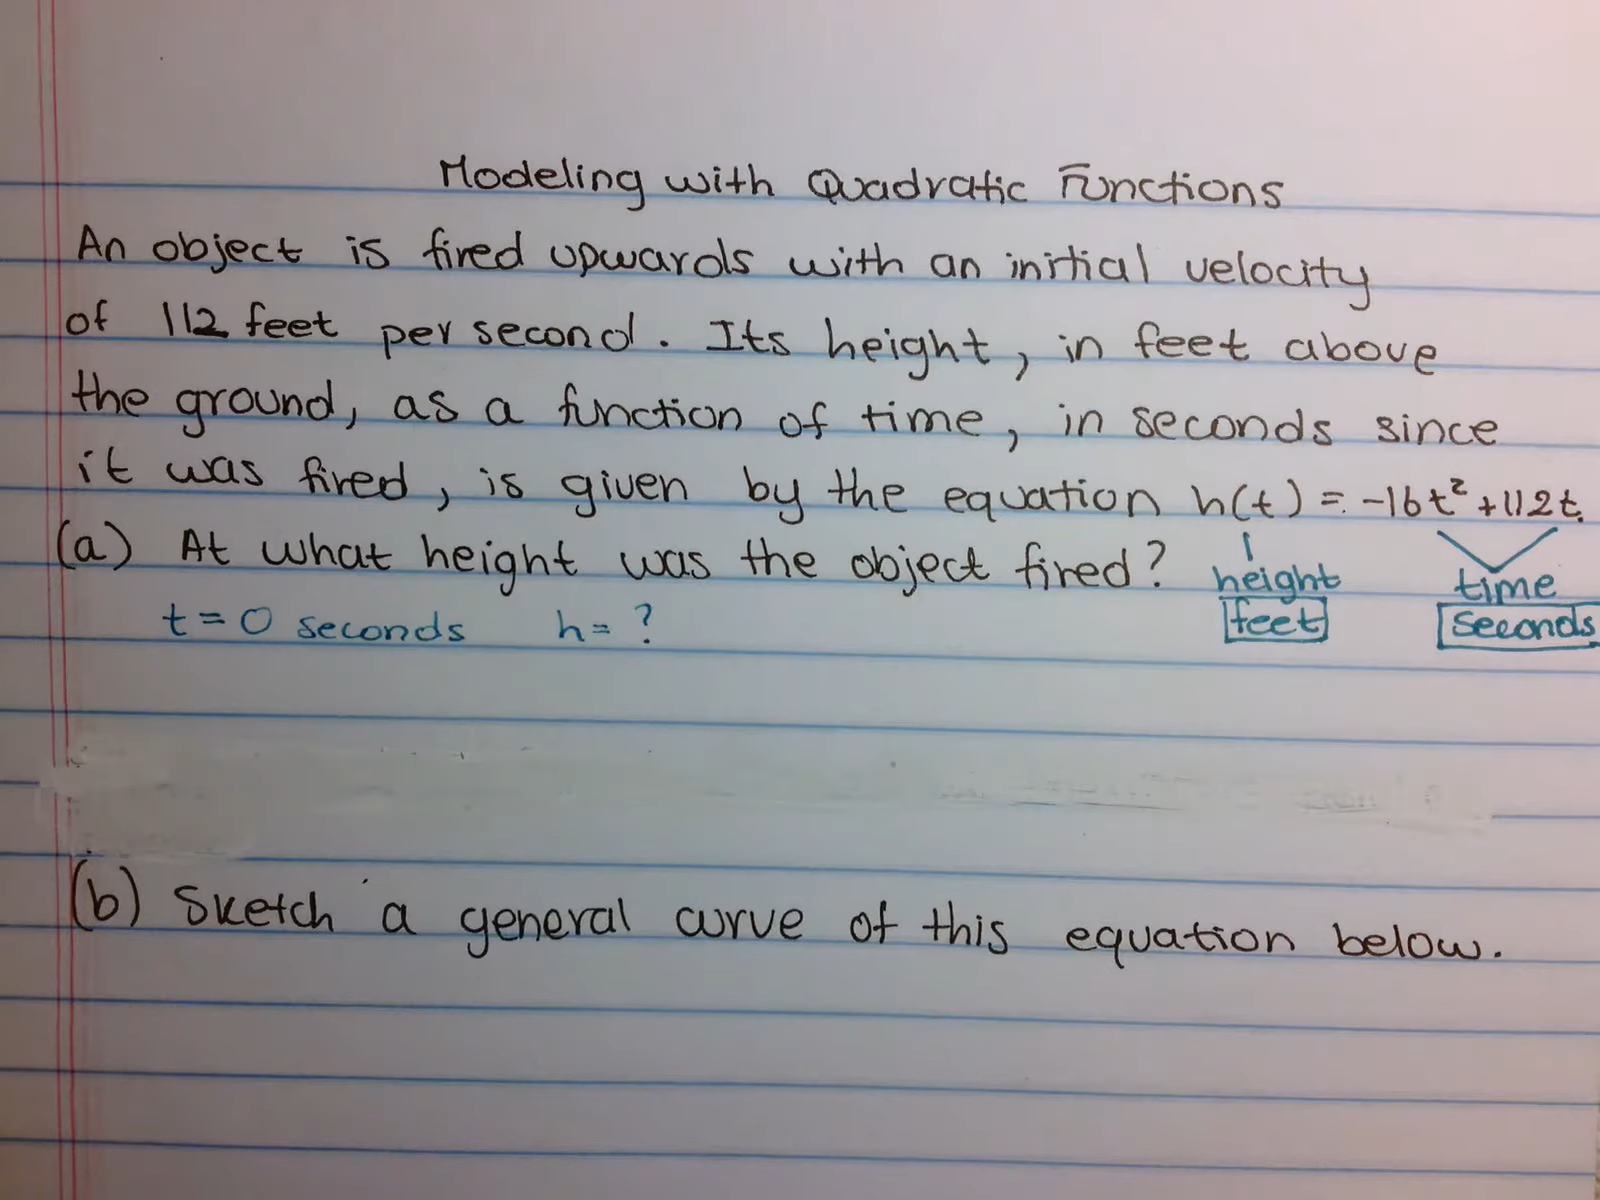 Modeling with Quadratic Functions
An object is fired upwards with an initial velocity
of 112 feet per second. Its height, in feet above
the ground, as a function of time, in seconds since
it was fired, is given by the equation h(t) = -16t² +112t.
(a) At what height was the object fired? height time
t = 0 seconds h = ? feet seconds
(b) Sketch a general curve of this equation below.